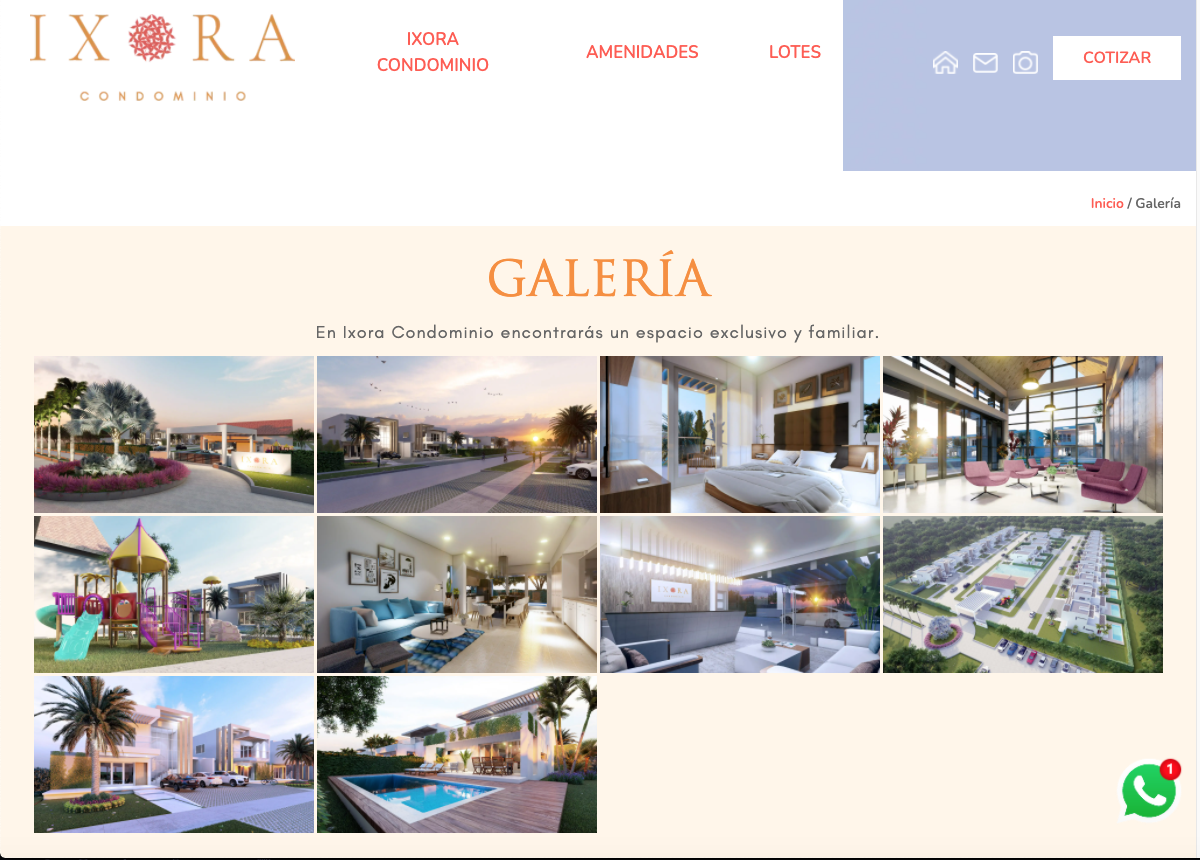 IXORA
CONDOMINIO
IXORA
CONDOMINIO
AMENIDADES
LOTES
COTIZAR
Inicio / Galería
GALERÍA
En Ixora Condominio encontrarás un espacio exclusivo y familiar.
IXORA
IXORA
1